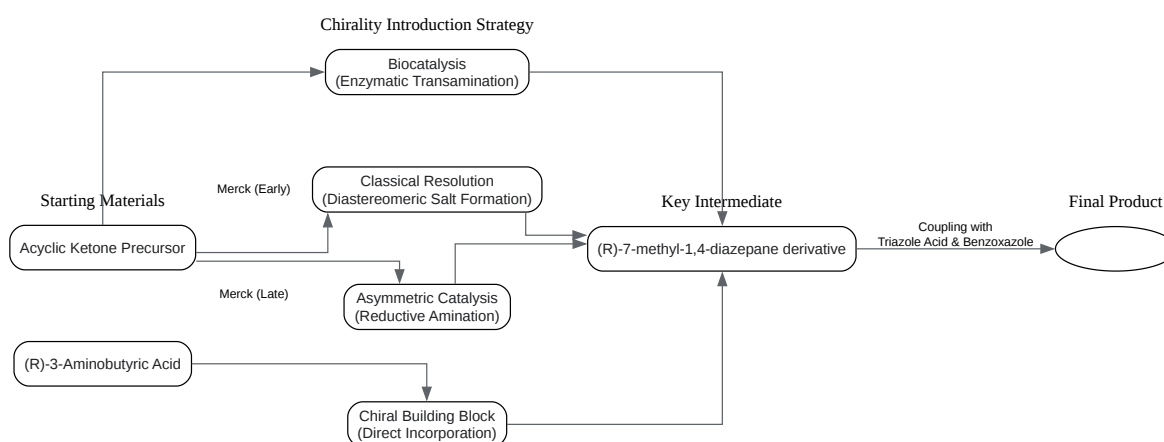 Chirality Introduction Strategy
Biocatalysis
(Enzymatic Transamination)
Merck (Early)
Classical Resolution
(Diastereomeric Salt Formation)
Starting Materials
Key Intermediate
Final Product
Acyclic Ketone Precursor
(R)-7-methyl-1,4-diazepane derivative
Coupling with
Triazole Acid & Benzoxazole
Merck (Late)
Asymmetric Catalysis
(Reductive Amination)
(R)-3-Aminobutyric Acid
Chiral Building Block
(Direct Incorporation)